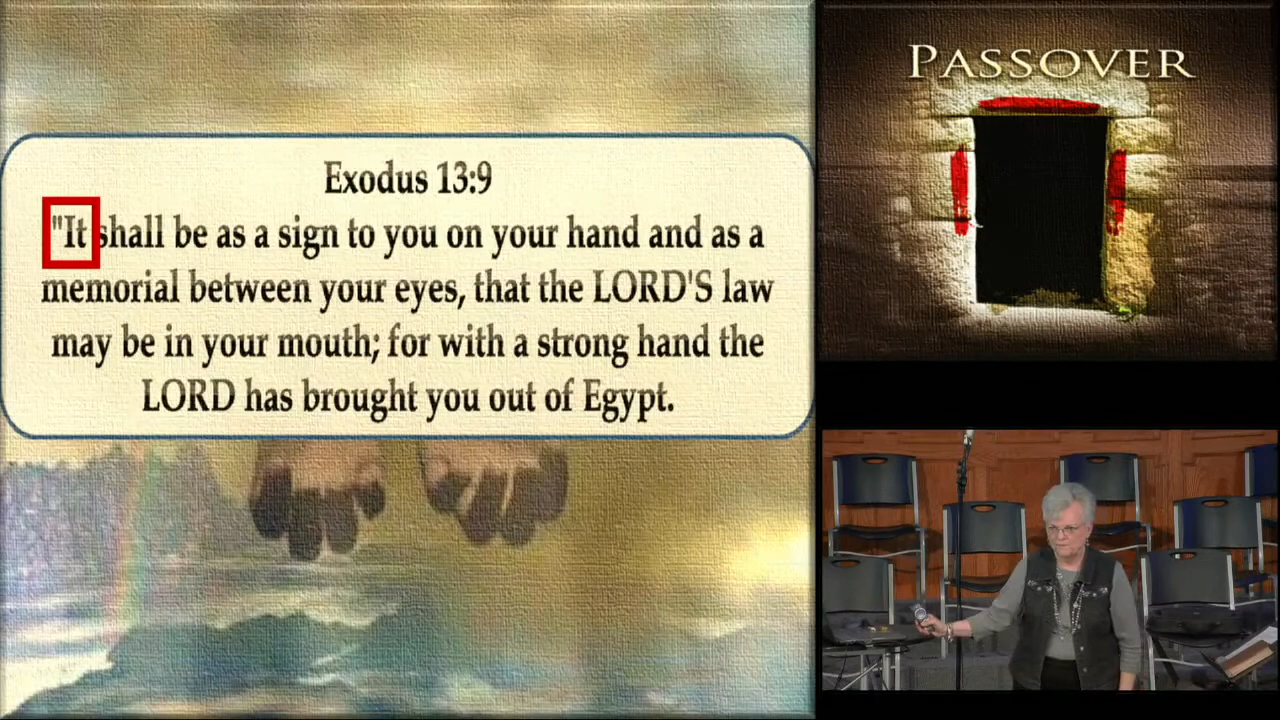 Exodus 13:9
"It shall be as a sign to you on your hand and as a
memorial between your eyes, that the LORD'S law
may be in your mouth; for with a strong hand the
LORD has brought you out of Egypt.
PASSOVER